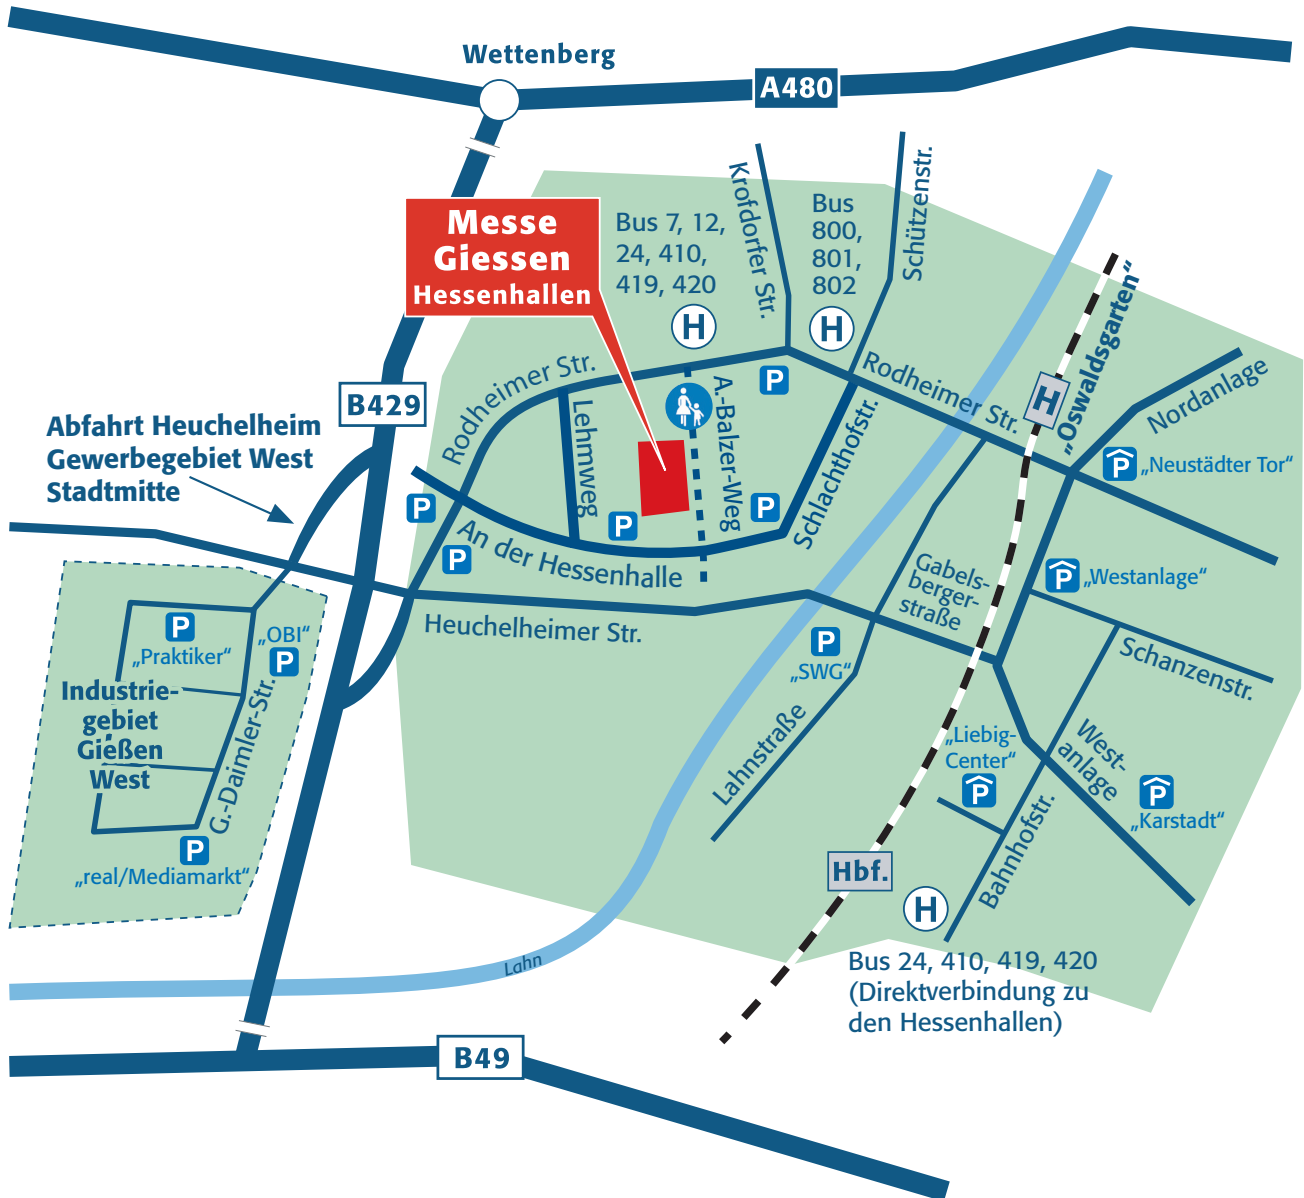 Wettenberg
A480
Messe
Giessen
Hessenhallen
Bus 7, 12,
24, 410,
419, 420
H
Krofdorfer Str.
Bus
800,
801,
802
H
Schützenstr.
„Oswaldsgarten“
H
Nordanlage
B429
Rodheimer Str.
Rodheimer Str.
Lehmweg
A.-Balzer-Weg
P
Schlachthofstr.
P
P
P
P
An der Hessenhalle
Abfahrt Heuchelheim
Gewerbegebiet West
Stadtmitte
P
„Neustädter Tor“
P
„Westanlage“
Gabels-
berger-
straße
Heuchelheimer Str.
P
„SWG“
Schanzenstr.
P
„Praktiker“
„OBI“
P
Industrie-
gebiet
Gießen
West
G.-Daimler-Str.
P
„real/Mediamarkt“
Lahnstraße
„Liebig-
Center“
P
West-
anlage
P
„Karstadt“
Bahnhofstr.
Hbf.
H
Lahn
Bus 24, 410, 419, 420
(Direktverbindung zu
den Hessenhallen)
B49